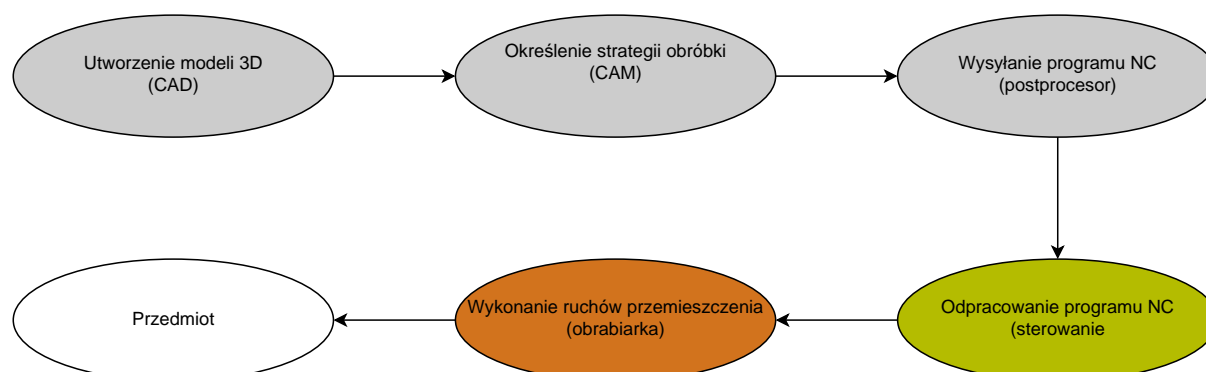 Utworzenie modeli 3D
(CAD)
Określenie strategii obróbki
(CAM)
Wysyłanie programu NC
(postprocesor)
Przedmiot
Wykonanie ruchów przemieszczenia
(obrabiarka)
Odpracowanie programu NC
(sterowanie